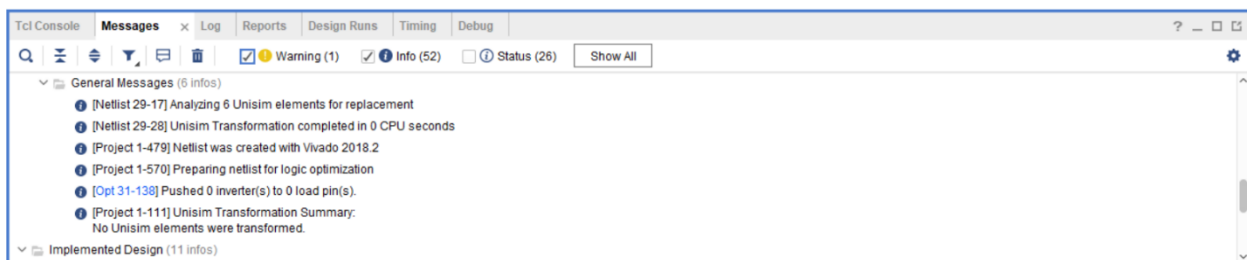 Tcl Console Messages × Log Reports Design Runs Timing Debug ? _
Warning (1) Info (52) Status (26) Show All
General Messages (6 infos)
[Netlist 29-17] Analyzing 6 Unisim elements for replacement
[Netlist 29-28] Unisim Transformation completed in 0 CPU seconds
[Project 1-479] Netlist was created with Vivado 2018.2
[Project 1-570] Preparing netlist for logic optimization
[Opt 31-138] Pushed 0 inverter(s) to 0 load pin(s).
[Project 1-111] Unisim Transformation Summary:
No Unisim elements were transformed.
Implemented Design (11 infos)